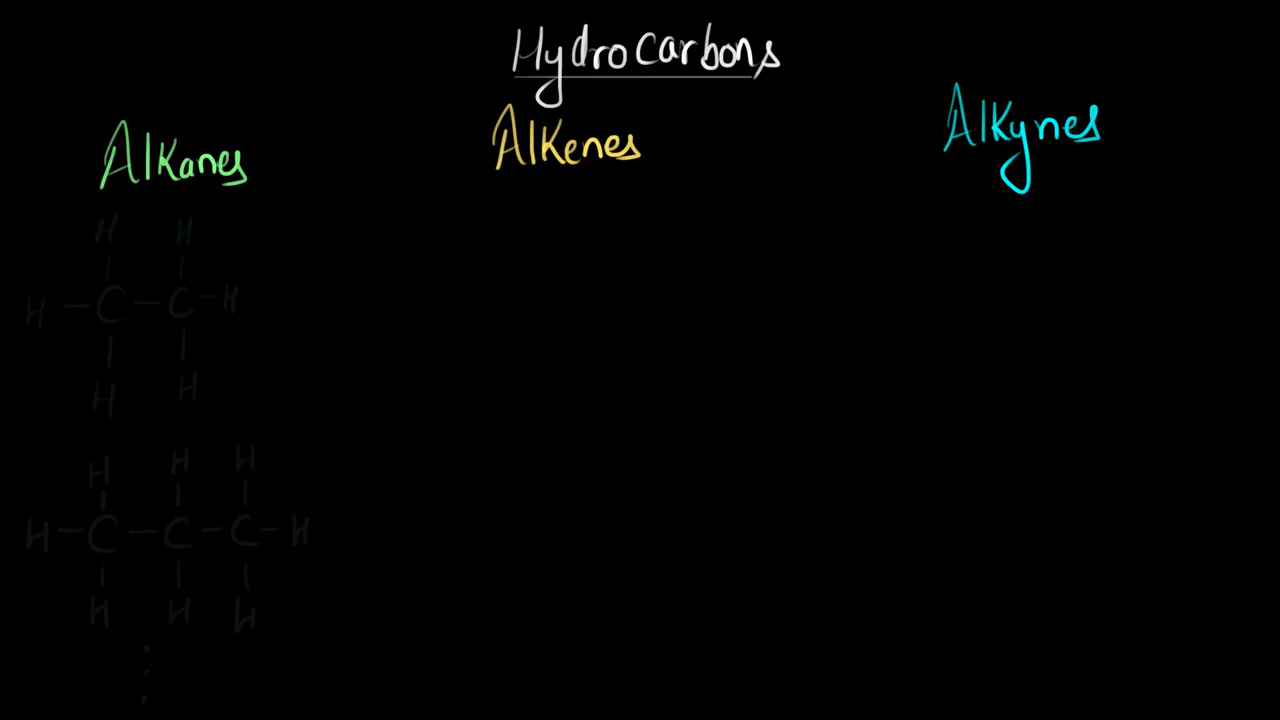 HydroCarbons
Alkanes Alkenes Alkynes
H H
H — C — C — H
H H
H H H
H — C — C — C — H
H H H